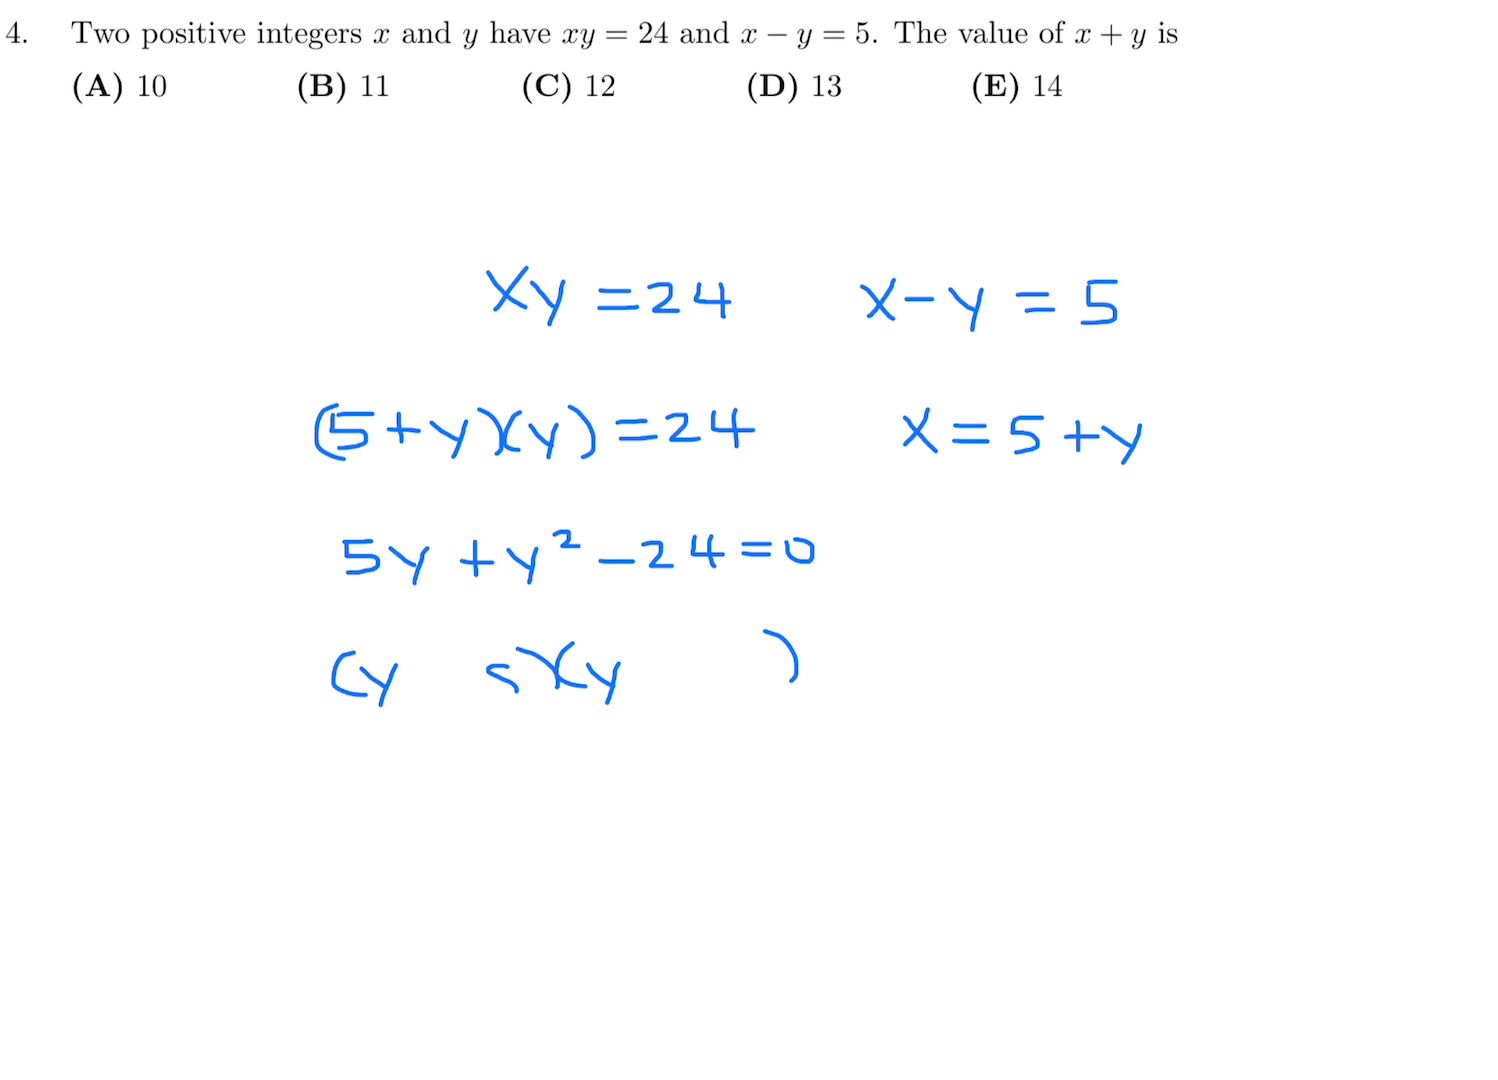 4. Two positive integers x and y have xy = 24 and x − y = 5. The value of x + y is
(A) 10 (B) 11 (C) 12 (D) 13 (E) 14
xy = 24 x - y = 5
(5 + y)(y) = 24 x = 5 + y
5y + y² - 24 = 0
(y )(y )